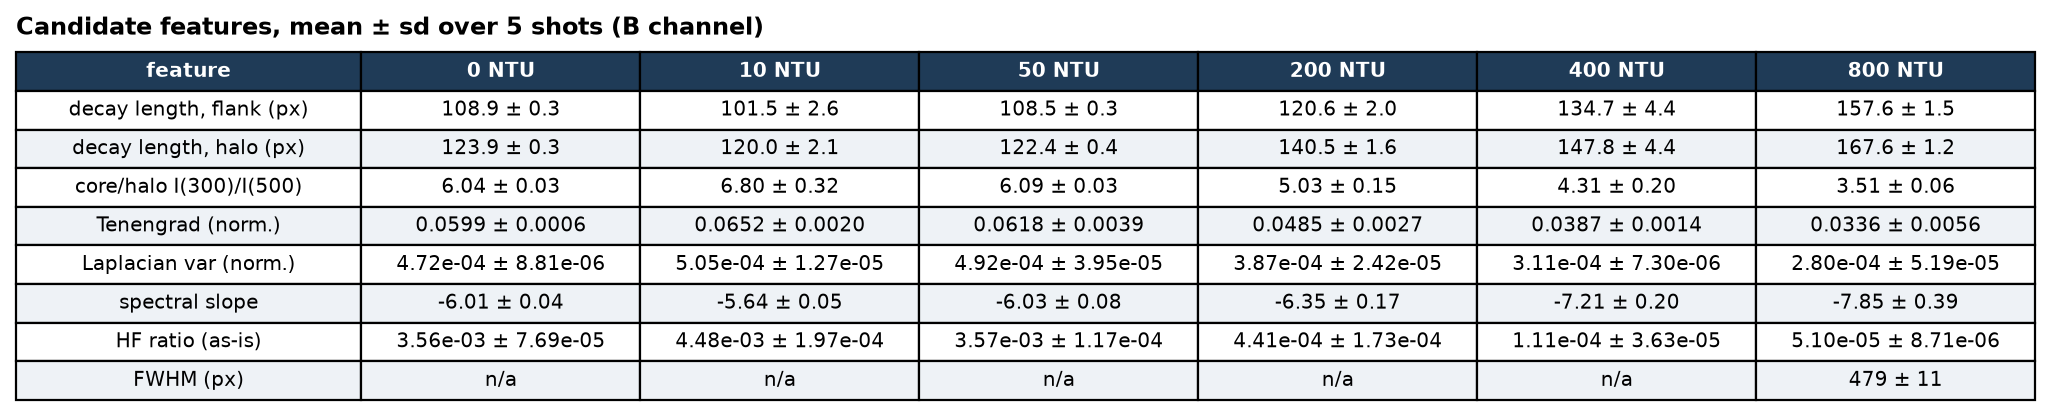 Candidate features, mean ± sd over 5 shots (B channel)
feature 0 NTU 10 NTU 50 NTU 200 NTU 400 NTU 800 NTU
decay length, flank (px) 108.9 ± 0.3 101.5 ± 2.6 108.5 ± 0.3 120.6 ± 2.0 134.7 ± 4.4 157.6 ± 1.5
decay length, halo (px) 123.9 ± 0.3 120.0 ± 2.1 122.4 ± 0.4 140.5 ± 1.6 147.8 ± 4.4 167.6 ± 1.2
core/halo I(300)/I(500) 6.04 ± 0.03 6.80 ± 0.32 6.09 ± 0.03 5.03 ± 0.15 4.31 ± 0.20 3.51 ± 0.06
Tenengrad (norm.) 0.0599 ± 0.0006 0.0652 ± 0.0020 0.0618 ± 0.0039 0.0485 ± 0.0027 0.0387 ± 0.0014 0.0336 ± 0.0056
Laplacian var (norm.) 4.72e-04 ± 8.81e-06 5.05e-04 ± 1.27e-05 4.92e-04 ± 3.95e-05 3.87e-04 ± 2.42e-05 3.11e-04 ± 7.30e-06 2.80e-04 ± 5.19e-05
spectral slope -6.01 ± 0.04 -5.64 ± 0.05 -6.03 ± 0.08 -6.35 ± 0.17 -7.21 ± 0.20 -7.85 ± 0.39
HF ratio (as-is) 3.56e-03 ± 7.69e-05 4.48e-03 ± 1.97e-04 3.57e-03 ± 1.17e-04 4.41e-04 ± 1.73e-04 1.11e-04 ± 3.63e-05 5.10e-05 ± 8.71e-06
FWHM (px) n/a n/a n/a n/a n/a 479 ± 11